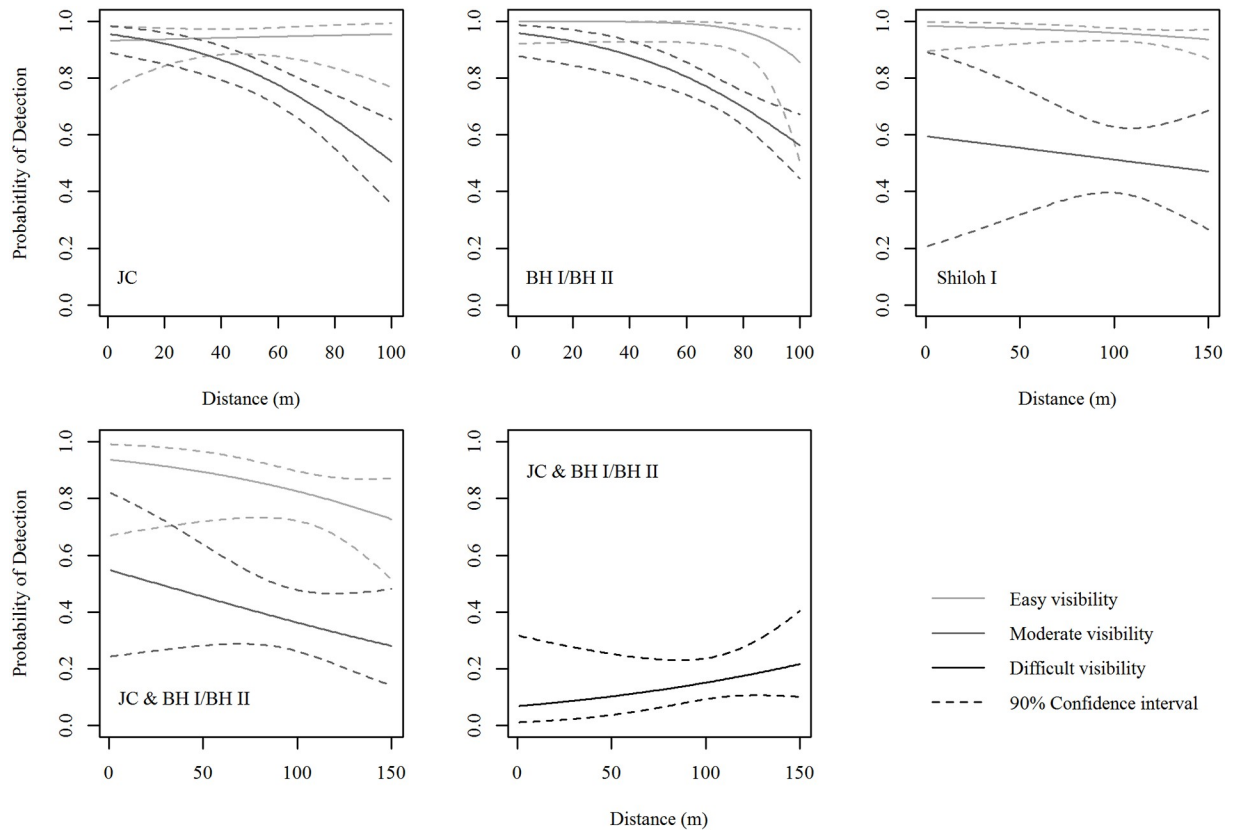 Probabitlity of Detection
0.0 0.2 0.4 0.6 0.8 1.0
JC
0 20 40 60 80 100
Distance (m)
0.0 0.2 0.4 0.6 0.8 1.0
BH I/BH II
0 20 40 60 80 100
Distance (m)
0.0 0.2 0.4 0.6 0.8 1.0
Shiloh I
0 50 100 150
Distance (m)
Probability of Detection
0.0 0.2 0.4 0.6 0.8 1.0
JC & BH I/BH II
0 50 100 150
0.0 0.2 0.4 0.6 0.8 1.0
JC & BH I/BH II
0 50 100 150
Distance (m)
Easy visibility
Moderate visibility
Difficult visibility
90% Confidence interval